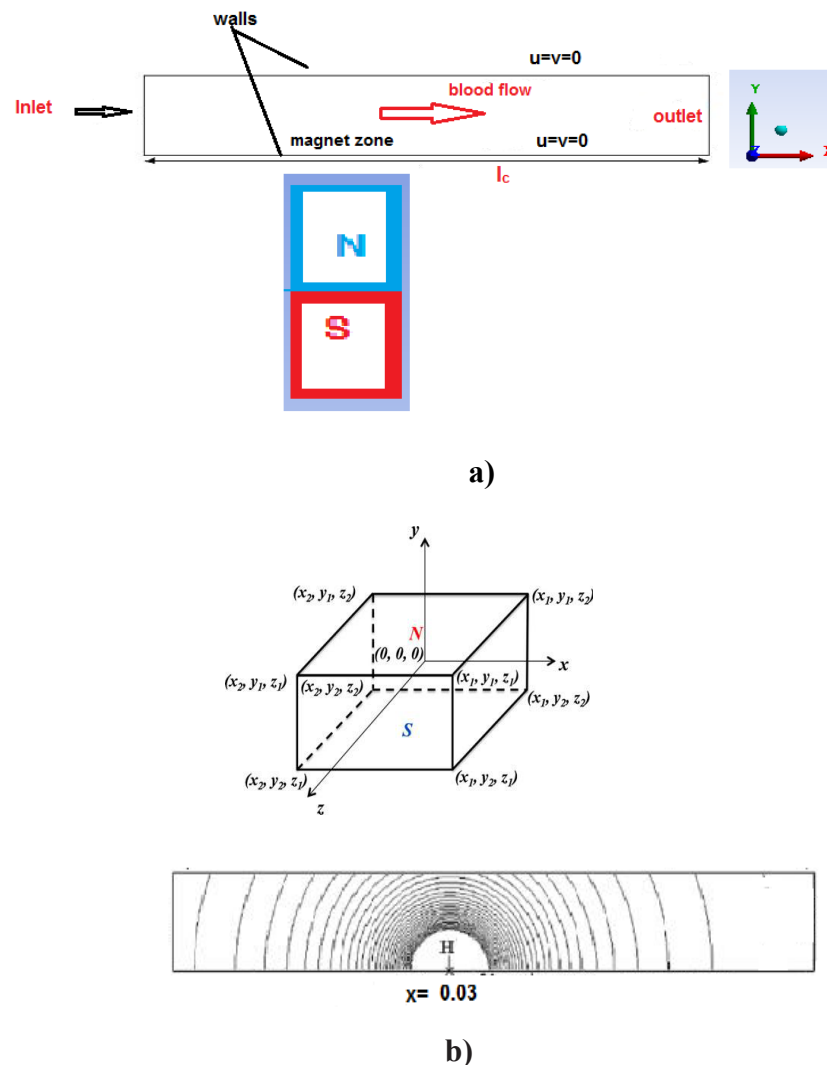 walls
u=v=0
Y
Inlet
blood flow
outlet
magnet zone
u=v=0
Z
X
lc
N
S
a)
y
(x2, y1, z2)
(x1, y1, z2)
N
(0, 0, 0)
x
(x2, y1, z1)
(x2, y2, z2)
(x1, y1, z1)
(x1, y2, z2)
S
(x2, y2, z1)
(x1, y2, z1)
z
H
x= 0.03
b)